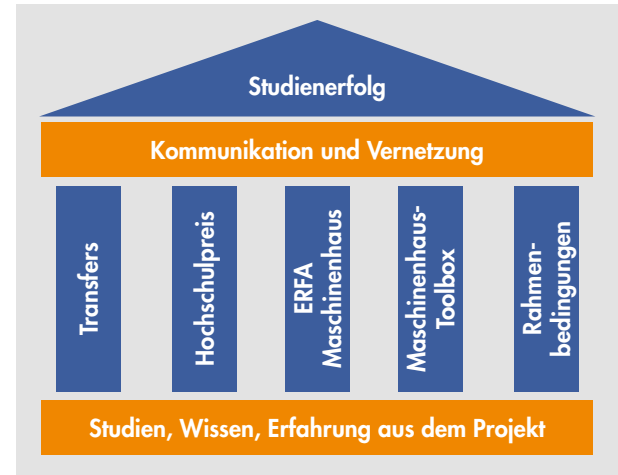 Studienerfolg
Kommunikation und Vernetzung
Transfers
Hochschulpreis
ERFA
Maschinenhaus
Maschinenhaus-
Toolbox
Rahmen-
bedingungen
Studien, Wissen, Erfahrung aus dem Projekt